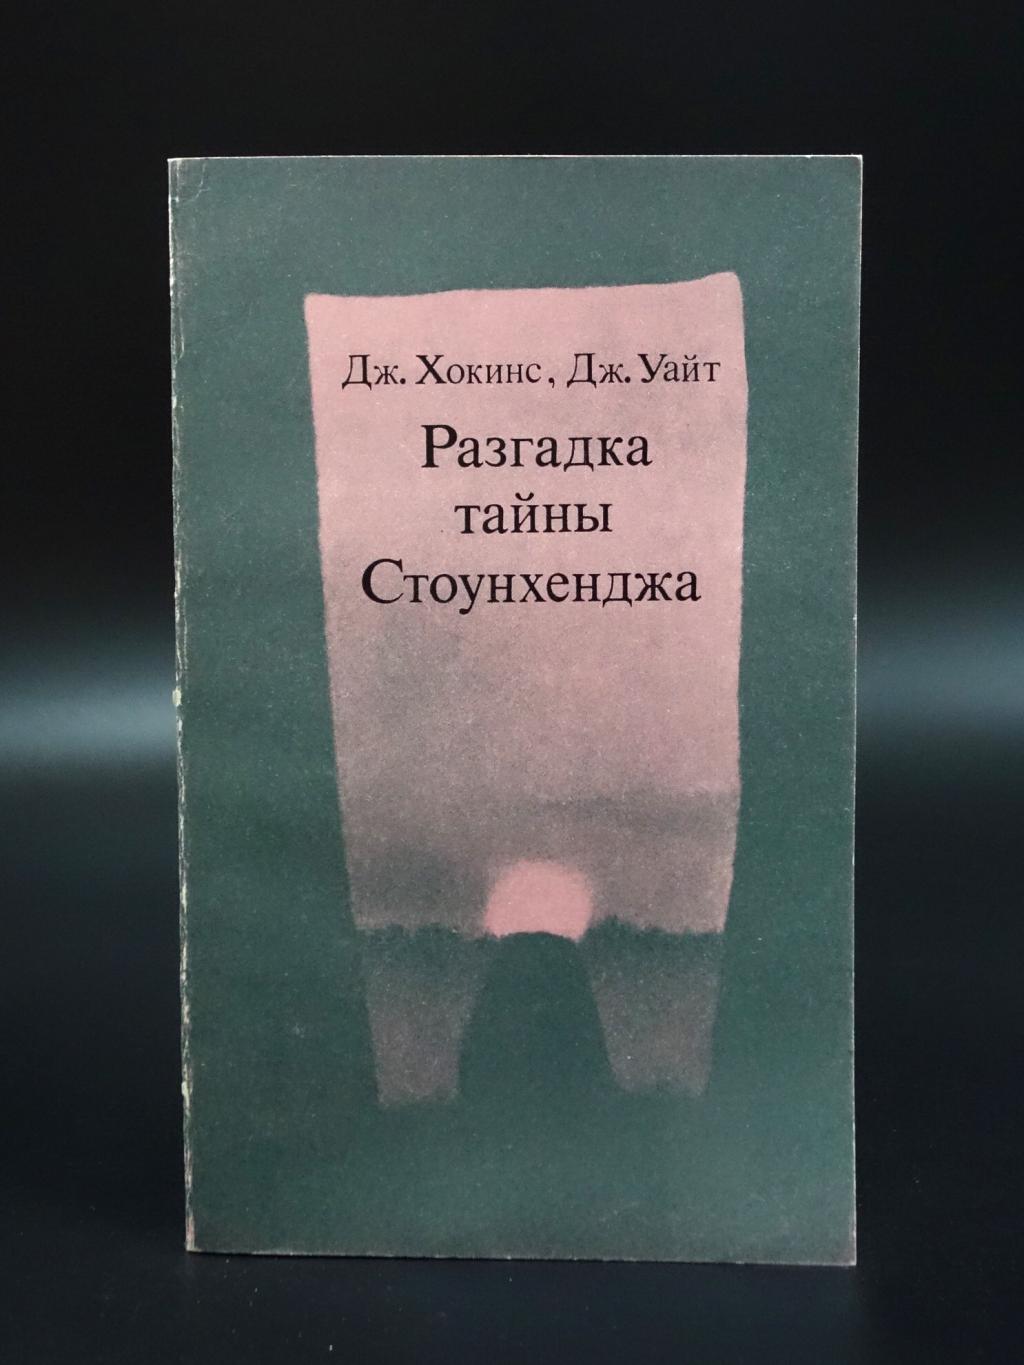 Дж. Хокинс, Дж. Уайт
Разгадка
тайны
Стоунхенджа